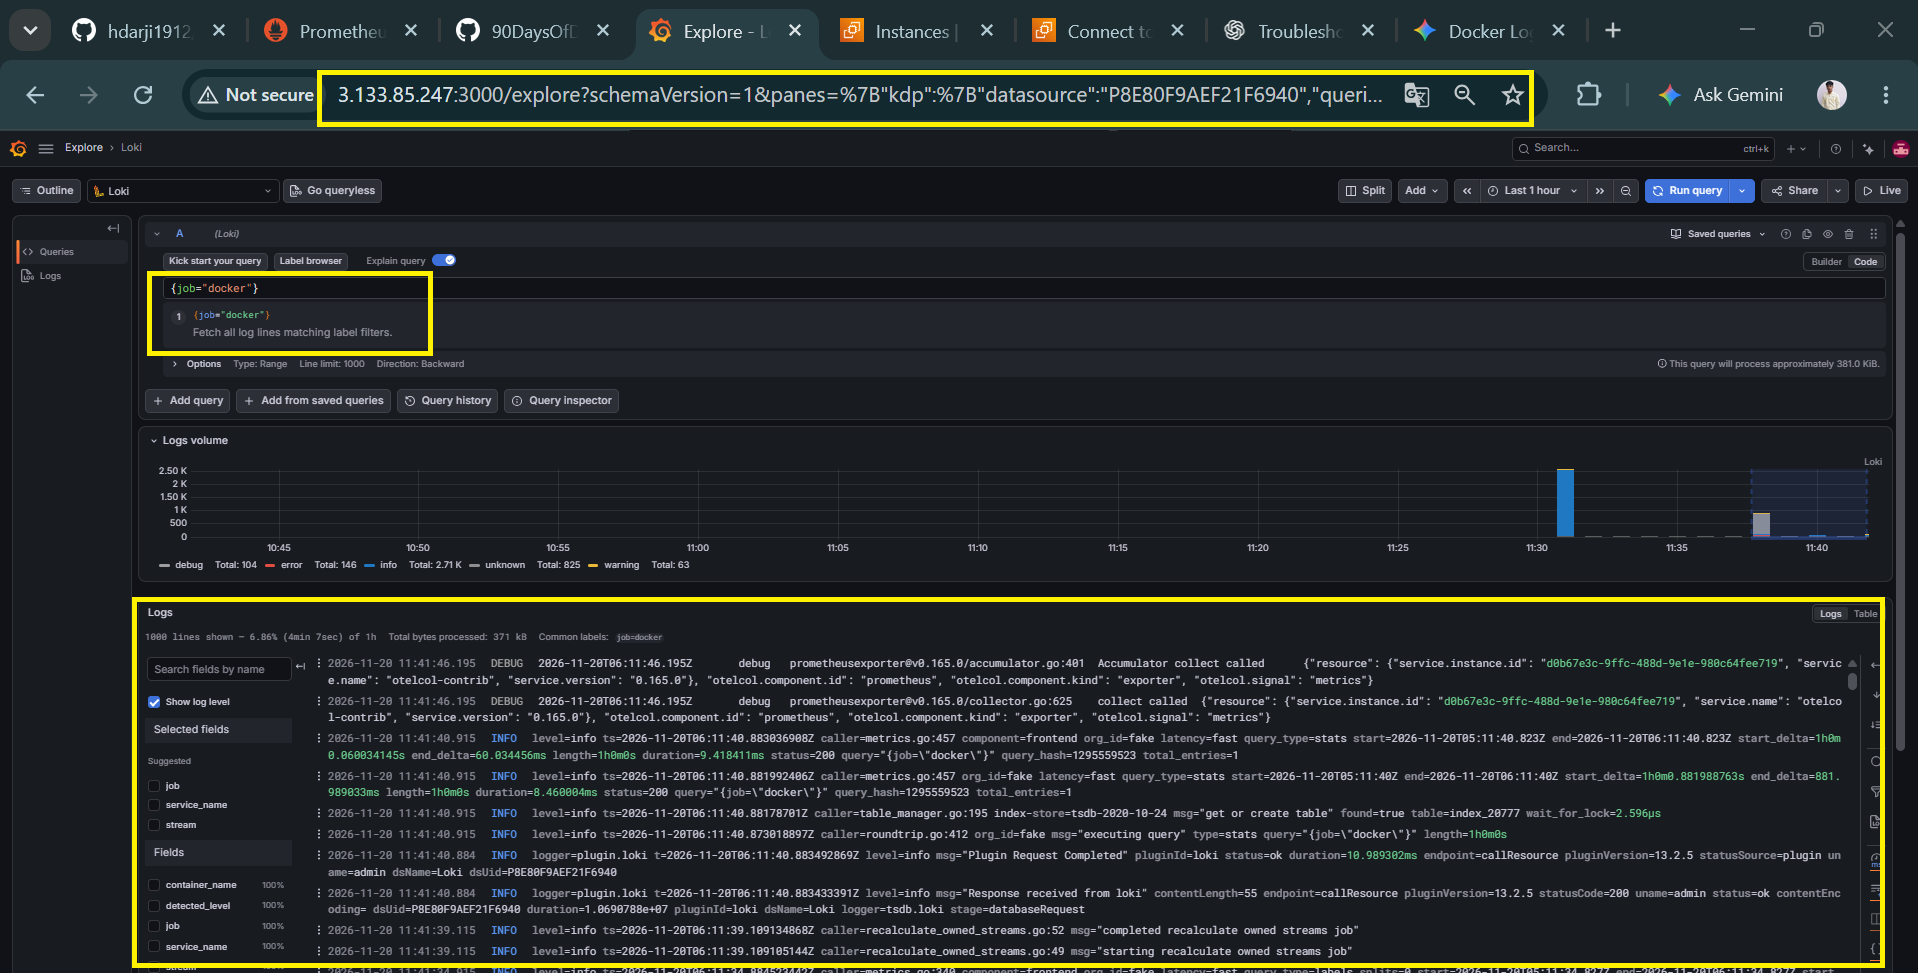 hdarji1912
Prometheu
90DaysOfD
Explore - L
Instances |
Connect to
Troublesho
Docker Lo
Not secure
3.133.85.247:3000/explore?schemaVersion=1&panes=%7B"kdp":%7B"datasource":"P8E80F9AEF21F6940","queri...
Ask Gemini
Explore › Loki
Search...
ctrl+k
Outline
Loki
Go queryless
Split
Add
Last 1 hour
Run query
Share
Live
Queries
Logs
A (Loki)
Saved queries
Kick start your query
Label browser
Explain query
Builder
Code
{job="docker"}
1 {job="docker"}
Fetch all log lines matching label filters.
Options Type: Range Line limit: 1000 Direction: Backward
This query will process approximately 381.0 KiB.
+ Add query
+ Add from saved queries
Query history
Query inspector
Logs volume
Loki
2.50 K
2 K
1.50 K
1 K
500
0
10:45 10:50 10:55 11:00 11:05 11:10 11:15 11:20 11:25 11:30 11:35 11:40
debug Total: 104 error Total: 146 info Total: 2.71 K unknown Total: 825 warning Total: 63
Logs
Logs Table
1000 lines shown — 6.86% (4min 7sec) of 1h Total bytes processed: 371 kB Common labels: job=docker
Search fields by name
Show log level
Selected fields
Suggested
job
service_name
stream
Fields
container_name 100%
detected_level 100%
job 100%
service_name 100%
2026-11-20 11:41:46.195 DEBUG 2026-11-20T06:11:46.195Z debug prometheusexporter@v0.165.0/accumulator.go:401 Accumulator collect called {"resource": {"service.instance.id": "d0b67e3c-9ffc-488d-9e1e-980c64fee719", "servic
e.name": "otelcol-contrib", "service.version": "0.165.0"}, "otelcol.component.id": "prometheus", "otelcol.component.kind": "exporter", "otelcol.signal": "metrics"}
2026-11-20 11:41:46.195 DEBUG 2026-11-20T06:11:46.195Z debug prometheusexporter@v0.165.0/collector.go:625 collect called {"resource": {"service.instance.id": "d0b67e3c-9ffc-488d-9e1e-980c64fee719", "service.name": "otelco
l-contrib", "service.version": "0.165.0"}, "otelcol.component.id": "prometheus", "otelcol.component.kind": "exporter", "otelcol.signal": "metrics"}
2026-11-20 11:41:40.915 INFO level=info ts=2026-11-20T06:11:40.883036908Z caller=metrics.go:457 component=frontend org_id=fake latency=fast query_type=stats start=2026-11-20T05:11:40.823Z end=2026-11-20T06:11:40.823Z start_delta=1h0m
0.060034145s end_delta=60.034456ms length=1h0m0s duration=9.418411ms status=200 query="{job=\"docker\"}" query_hash=1295559523 total_entries=1
2026-11-20 11:41:40.915 INFO level=info ts=2026-11-20T06:11:40.881992406Z caller=metrics.go:457 org_id=fake latency=fast query_type=stats start=2026-11-20T05:11:40Z end=2026-11-20T06:11:40Z start_delta=1h0m0.881988763s end_delta=881.
989033ms length=1h0m0s duration=8.460004ms status=200 query="{job=\"docker\"}" query_hash=1295559523 total_entries=1
2026-11-20 11:41:40.915 INFO level=info ts=2026-11-20T06:11:40.88178701Z caller=table_manager.go:195 index-store=tsdb-2020-10-24 msg="get or create table" found=true table=index_20777 wait_for_lock=2.596µs
2026-11-20 11:41:40.915 INFO level=info ts=2026-11-20T06:11:40.873018897Z caller=roundtrip.go:412 org_id=fake msg="executing query" type=stats query="{job=\"docker\"}" length=1h0m0s
2026-11-20 11:41:40.884 INFO logger=plugin.loki t=2026-11-20T06:11:40.883492869Z level=info msg="Plugin Request Completed" pluginId=loki status=ok duration=10.989302ms endpoint=callResource pluginVersion=13.2.5 statusSource=plugin un
ame=admin dsName=Loki dsUid=P8E80F9AEF21F6940
2026-11-20 11:41:40.884 INFO logger=plugin.loki t=2026-11-20T06:11:40.883433391Z level=info msg="Response received from loki" contentLength=55 endpoint=callResource pluginVersion=13.2.5 statusCode=200 uname=admin status=ok contentEnc
oding= dsUid=P8E80F9AEF21F6940 duration=1.0690788e+07 pluginId=loki dsName=Loki logger=tsdb.loki stage=databaseRequest
2026-11-20 11:41:39.115 INFO level=info ts=2026-11-20T06:11:39.109134868Z caller=recalculate_owned_streams.go:52 msg="completed recalculate owned streams job"
2026-11-20 11:41:39.115 INFO level=info ts=2026-11-20T06:11:39.109105144Z caller=recalculate_owned_streams.go:49 msg="starting recalculate owned streams job"